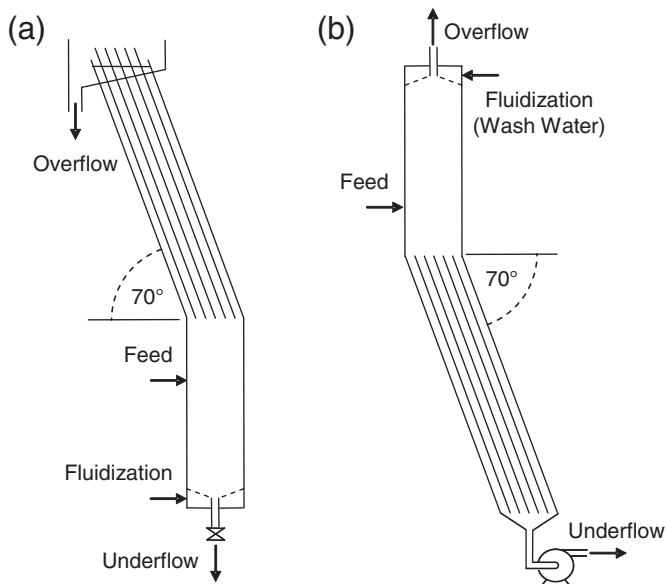 (a)
Overflow
70°
Feed
Fluidization
Underflow
(b)
Overflow
Fluidization
(Wash Water)
Feed
70°
Underflow